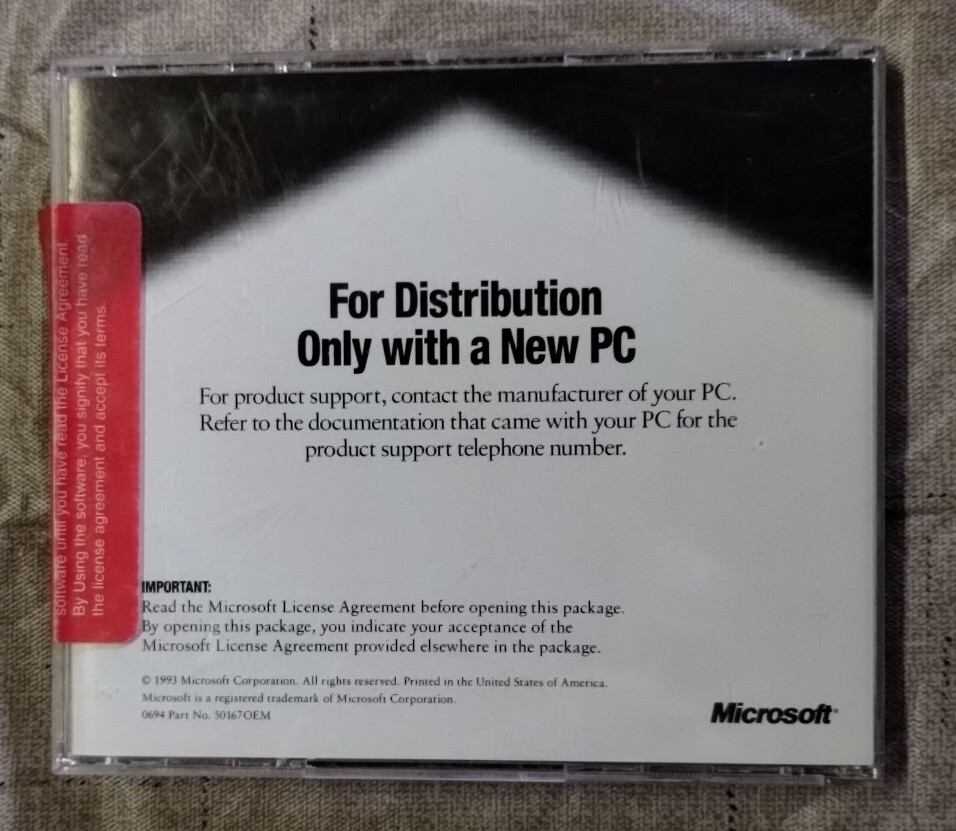 For Distribution
Only with a New PC
For product support, contact the manufacturer of your PC.
Refer to the documentation that came with your PC for the
product support telephone number.
software until you have read the License Agreement
By Using the software, you signify that you have read
the license agreement and accept its terms.
IMPORTANT:
Read the Microsoft License Agreement before opening this package.
By opening this package, you indicate your acceptance of the
Microsoft License Agreement provided elsewhere in the package.
© 1993 Microsoft Corporation. All rights reserved. Printed in the United States of America.
Microsoft is a registered trademark of Microsoft Corporation.
0694 Part No. 50167OEM
Microsoft